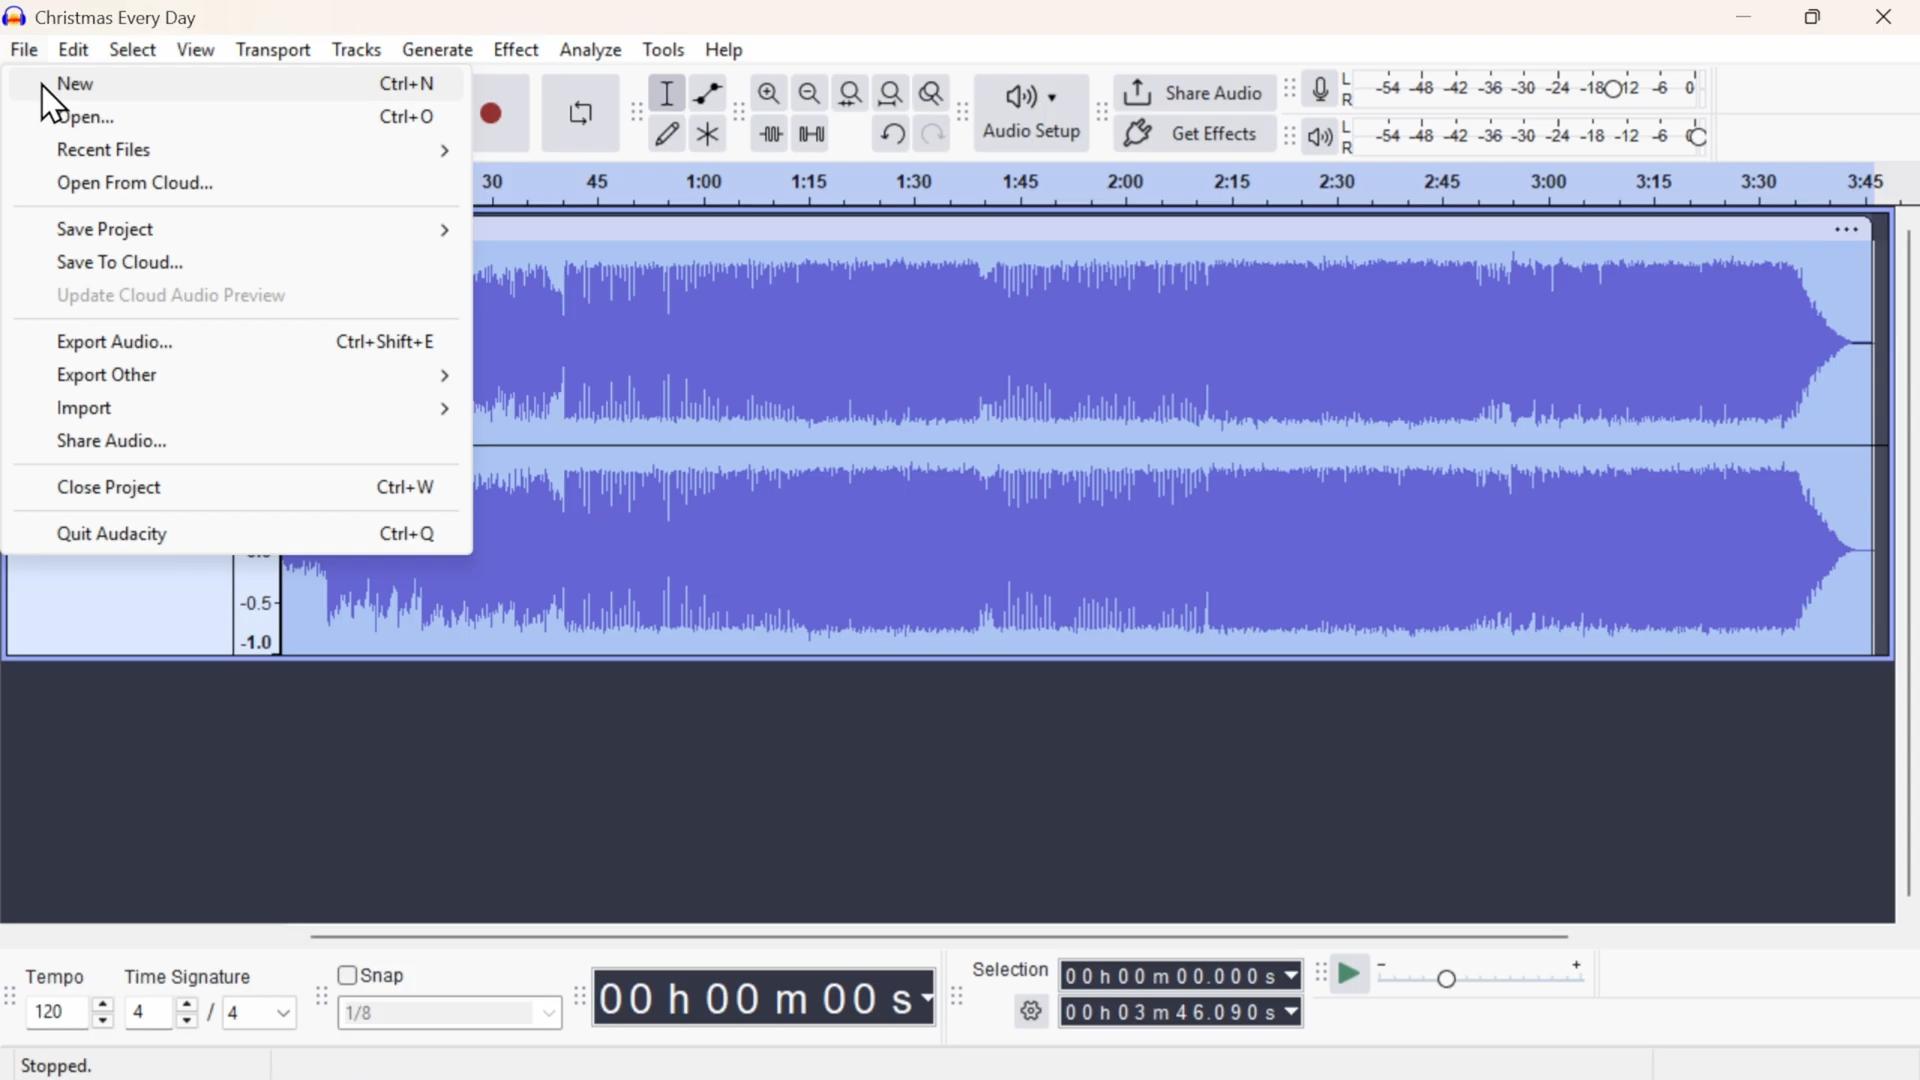 Christmas Every Day
File Edit Select View Transport Tracks Generate Effect Analyze Tools Help
New Ctrl+N
Open... Ctrl+O
Recent Files
Open From Cloud...
Save Project
Save To Cloud...
Update Cloud Audio Preview
Export Audio... Ctrl+Shift+E
Export Other
Import
Share Audio...
Close Project Ctrl+W
Quit Audacity Ctrl+Q
Audio Setup
Share Audio
Get Effects
L
R
-54 -48 -42 -36 -30 -24 -18 -12 -6 0
L
R
-54 -48 -42 -36 -30 -24 -18 -12 -6 0
30 45 1:00 1:15 1:30 1:45 2:00 2:15 2:30 2:45 3:00 3:15 3:30 3:45
-0.5
-1.0
Tempo
120
Time Signature
4 / 4
Snap
1/8
00 h 00 m 00 s
Selection
00 h 00 m 00.000 s
00 h 03 m 46.090 s
Stopped.